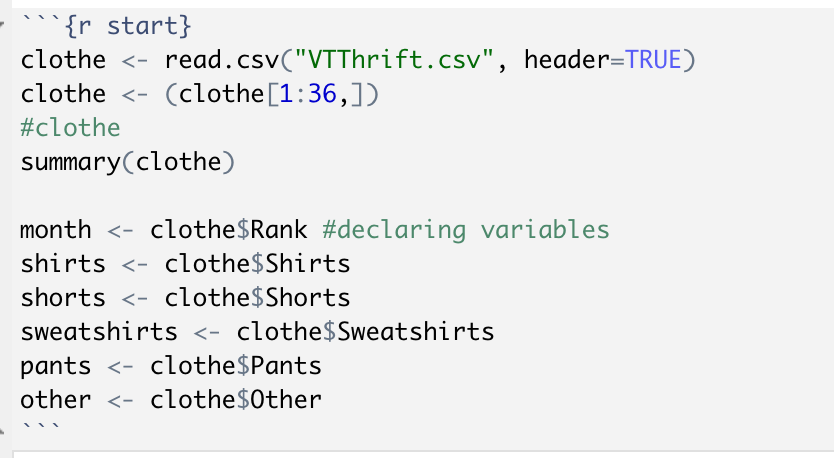 ```{r start}
clothe <- read.csv("VTThrift.csv", header=TRUE)
clothe <- (clothe[1:36,])
#clothe
summary(clothe)
month <- clothe$Rank #declaring variables
shirts <- clothe$Shirts
shorts <- clothe$Shorts
sweatshirts <- clothe$Sweatshirts
pants <- clothe$Pants
other <- clothe$Other
```